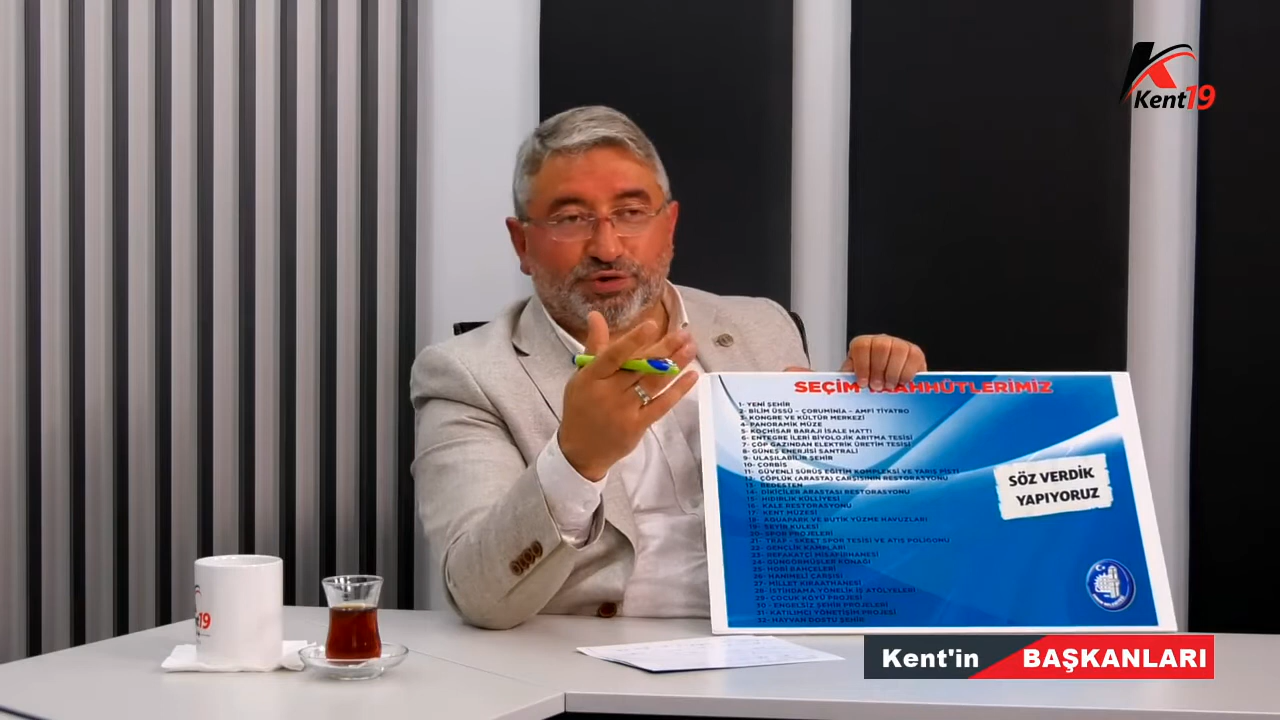 Kent19
SEÇİM TAAHHÜTLERİMİZ
1- YENİ ŞEHİR
2- BİLİM ÜSSÜ - ÇORUMİNİA - AMFİ TİYATRO
3- KONGRE VE KÜLTÜR MERKEZİ
4- PANORAMİK MÜZE
5- KOÇHİSAR BARAJI İSALE HATTI
6- ENTEGRE İLERİ BİYOLOJİK ARITMA TESİSİ
7- ÇÖP GAZINDAN ELEKTRİK ÜRETİM TESİSİ
8- GÜNEŞ ENERJİSİ SANTRALİ
9- ULAŞILABİLİR ŞEHİR
10- ÇORBİS
11- GÜVENLİ SÜRÜŞ EĞİTİM KOMPLEKSİ VE YARIŞ PİSTİ
12- ÇÖPLÜK (ARASTA) ÇARŞISININ RESTORASYONU
13- BEDESTEN
14- DİKİCİLER ARASTASI RESTORASYONU
15- HIDIRLIK KÜLLİYESİ
16- KALE RESTORASYONU
17- KENT MÜZESİ
18- AQUAPARK VE BUTİK YÜZME HAVUZLARI
19- SEYİR KULESİ
20- SPOR PROJELERİ
21- TRAP - SKEET SPOR TESİSİ VE ATIŞ POLİGONU
22- GENÇLİK KAMPLARI
23- REFAKATÇİ MİSAFİRHANESİ
24- GÜNGÖRMÜŞLER KONAĞI
25- HOBİ BAHÇELERİ
26- HANIMELİ ÇARŞISI
27- MİLLET KIRAATHANESİ
28- İSTİHDAMA YÖNELİK İŞ ATÖLYELERİ
29- ÇOCUK KÖYÜ PROJESİ
30- ENGELSİZ ŞEHİR PROJELERİ
31- KATILIMCI YÖNETİŞİM PROJESİ
32- HAYVAN DOSTU ŞEHİR
SÖZ VERDİK
YAPIYORUZ
19
Kent'in BAŞKANLARI